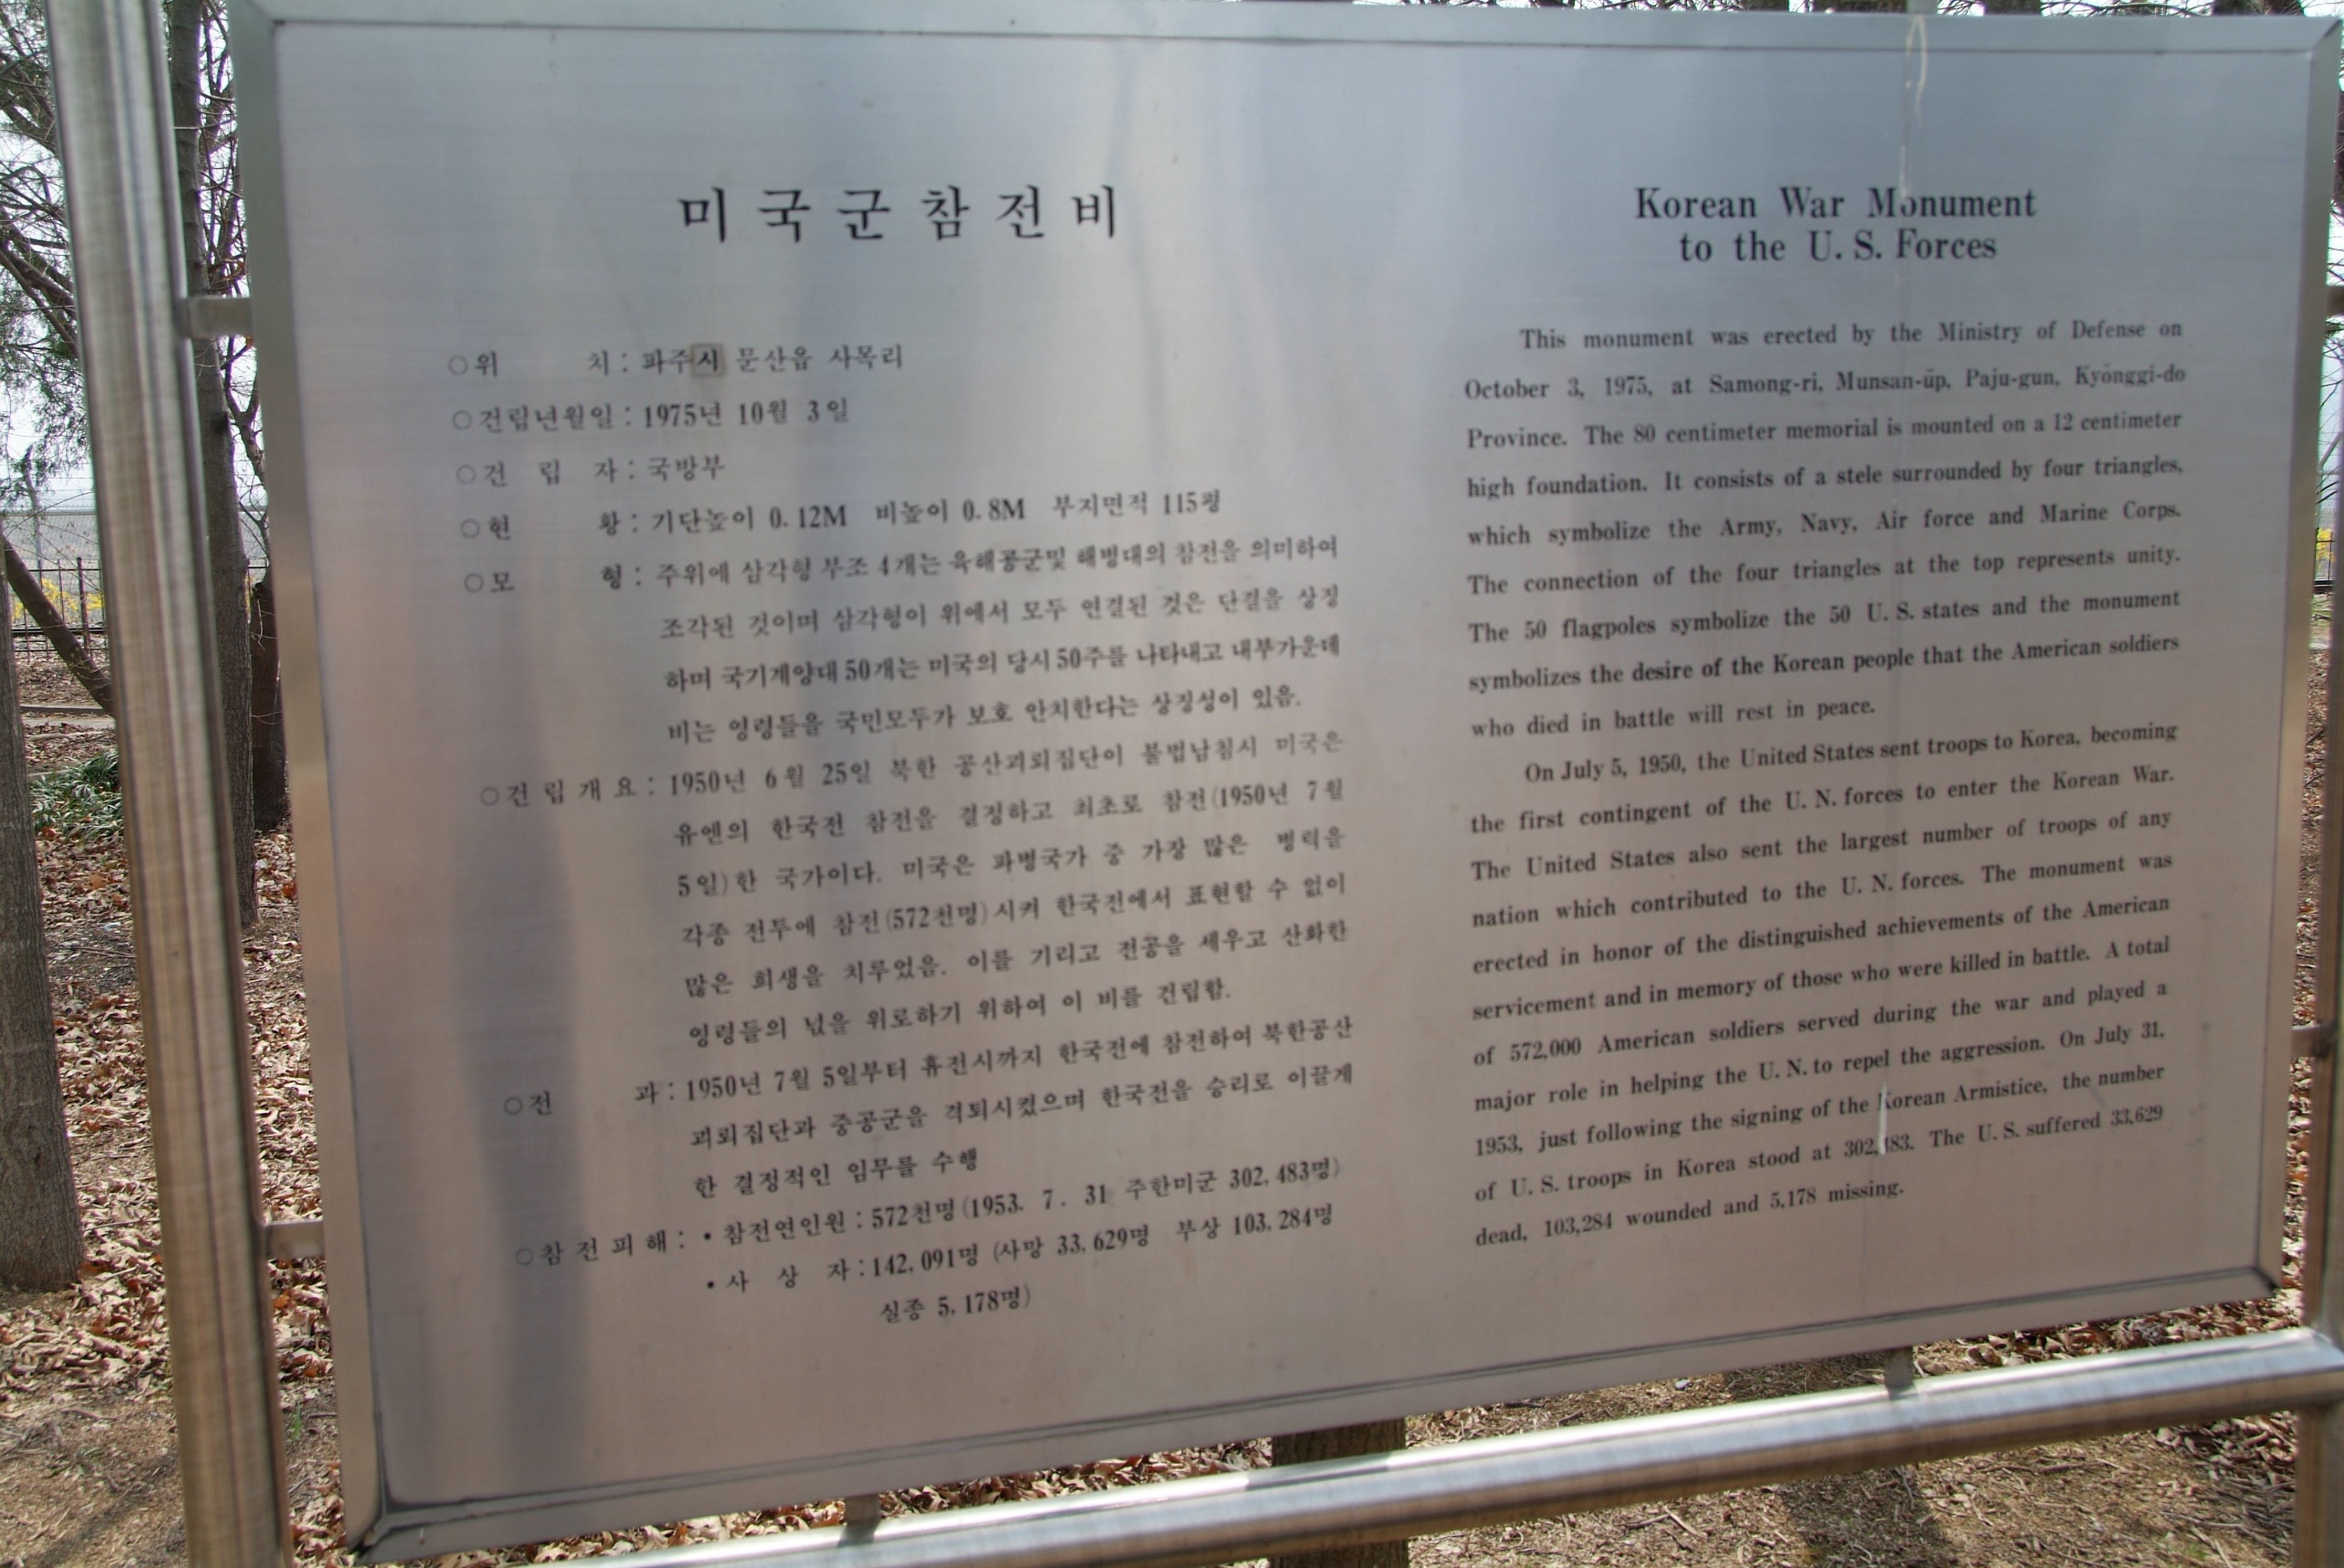 미국군참전비
○위 치 : 파주시 문산읍 사목리
○건립년월일 : 1975년 10월 3일
○건 립 자 : 국방부
○현 황 : 기단높이 0.12M 비높이 0.8M 부지면적 115평
○모 형 : 주위에 삼각형 부조 4개는 육해공군및 해병대의 참전을 의미하여
조각된 것이며 삼각형이 위에서 모두 연결된 것은 단결을 상징
하며 국기게양대 50개는 미국의 당시 50주를 나타내고 내부가운데
비는 영령들을 국민모두가 보호 안치한다는 상징성이 있음.
○건 립 개 요 : 1950년 6월 25일 북한 공산괴뢰집단이 불법남침시 미국은
유엔의 한국전 참전을 결정하고 최초로 참전(1950년 7월
5일)한 국가이다. 미국은 파병국가 중 가장 많은 병력을
각종 전투에 참전(572천명)시켜 한국전에서 표현할 수 없이
많은 희생을 치루었음. 이를 기리고 전공을 세우고 산화한
영령들의 넋을 위로하기 위하여 이 비를 건립함.
○전 과 : 1950년 7월 5일부터 휴전시까지 한국전에 참전하여 북한공산
괴뢰집단과 중공군을 격퇴시켰으며 한국전을 승리로 이끌게
한 결정적인 임무를 수행
○참 전 피 해 : • 참전연인원 : 572천명(1953. 7. 31 주한미군 302,483명)
• 사 상 자 : 142,091명 (사망 33,629명 부상 103,284명
실종 5,178명)
Korean War Monument
to the U. S. Forces
This monument was erected by the Ministry of Defense on
October 3, 1975, at Samong-ri, Munsan-ŭp, Paju-gun, Kyŏnggi-do
Province. The 80 centimeter memorial is mounted on a 12 centimeter
high foundation. It consists of a stele surrounded by four triangles,
which symbolize the Army, Navy, Air force and Marine Corps.
The connection of the four triangles at the top represents unity.
The 50 flagpoles symbolize the 50 U. S. states and the monument
symbolizes the desire of the Korean people that the American soldiers
who died in battle will rest in peace.
On July 5, 1950, the United States sent troops to Korea, becoming
the first contingent of the U. N. forces to enter the Korean War.
The United States also sent the largest number of troops of any
nation which contributed to the U. N. forces. The monument was
erected in honor of the distinguished achievements of the American
servicement and in memory of those who were killed in battle. A total
of 572,000 American soldiers served during the war and played a
major role in helping the U. N. to repel the aggression. On July 31,
1953, just following the signing of the Korean Armistice, the number
of U. S. troops in Korea stood at 302,483. The U. S. suffered 33,629
dead, 103,284 wounded and 5,178 missing.